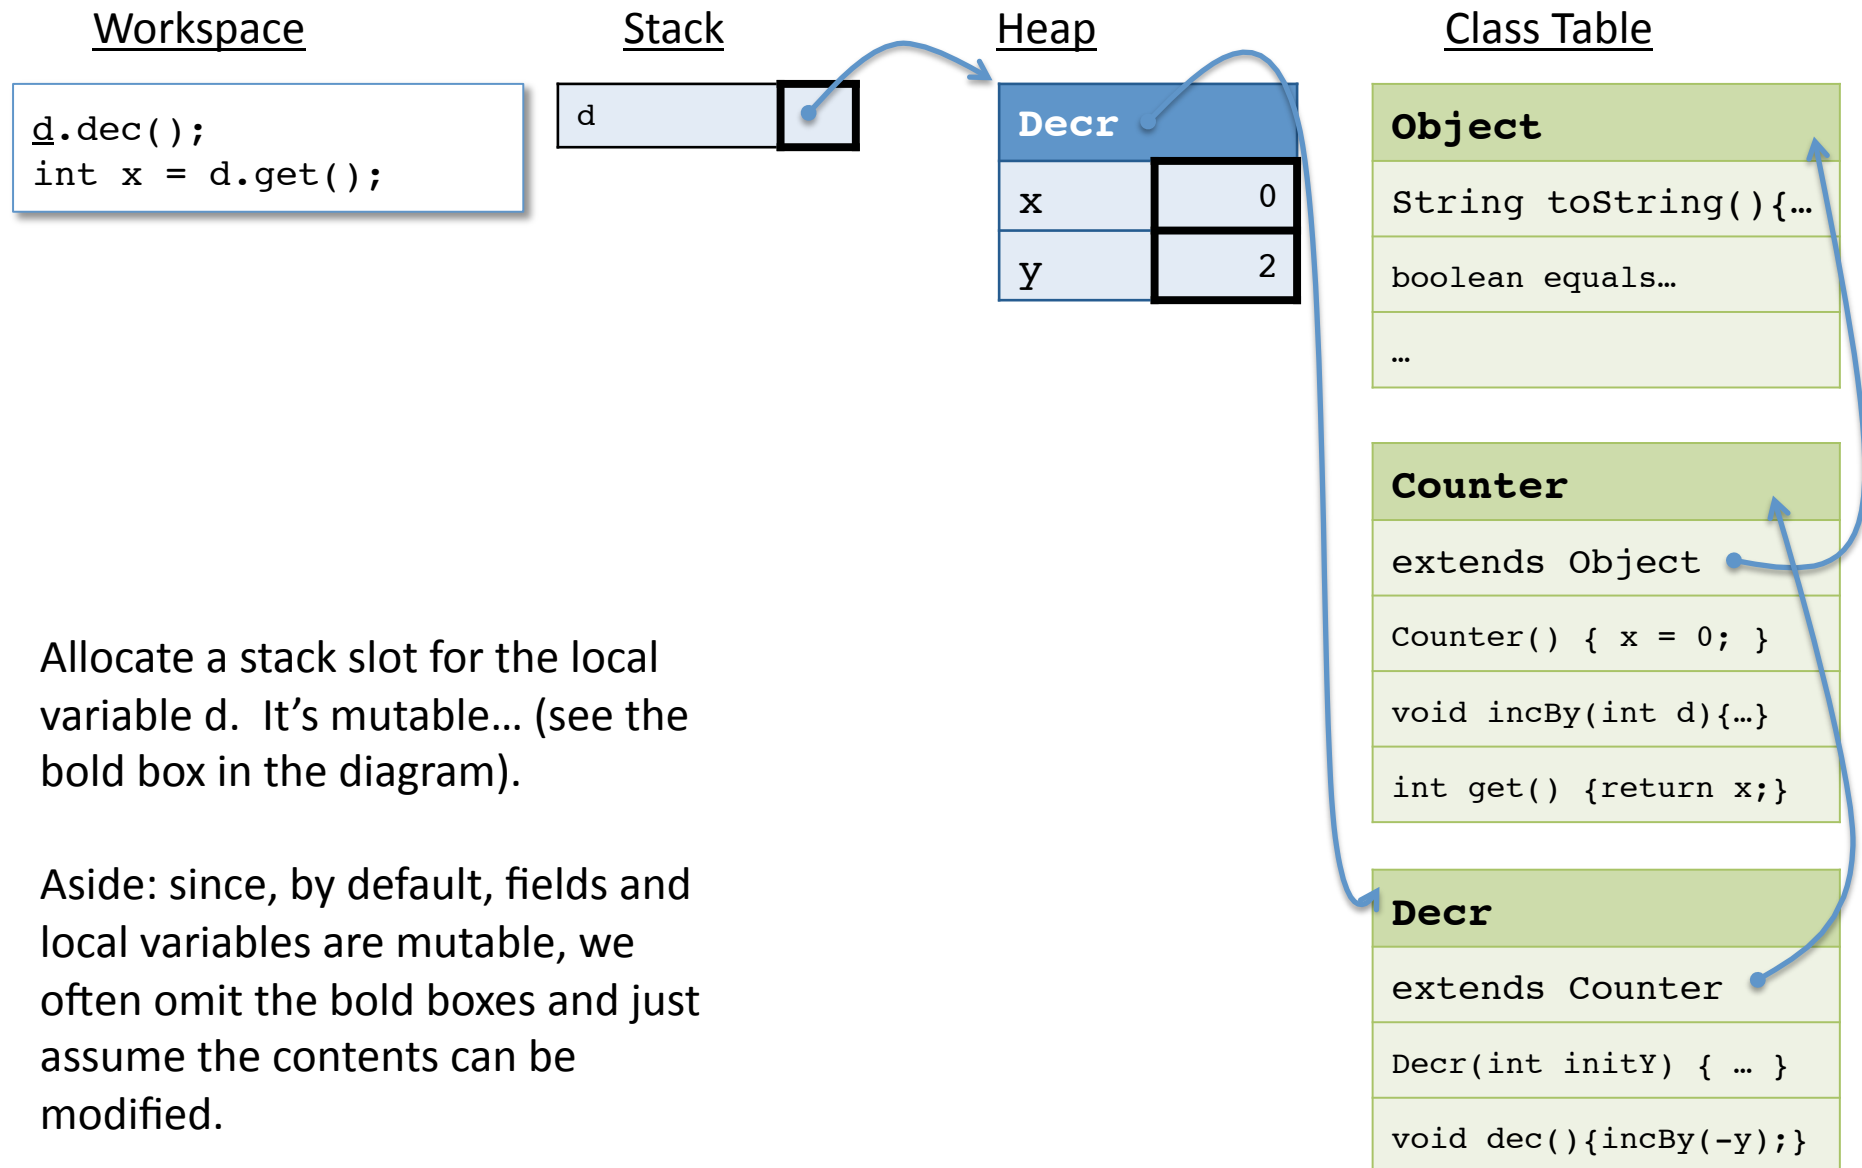 Workspace
Stack
Heap
Class Table
d.dec();
int x = d.get();
d
Decr
x
0
y
2
Object
String toString(){…
boolean equals…
…
Counter
extends Object
Counter() { x = 0; }
void incBy(int d){…}
int get() {return x;}
Decr
extends Counter
Decr(int initY) { … }
void dec(){incBy(-y);}
Allocate a stack slot for the local
variable d.  It’s mutable… (see the
bold box in the diagram).
Aside: since, by default, fields and
local variables are mutable, we
often omit the bold boxes and just
assume the contents can be
modified.